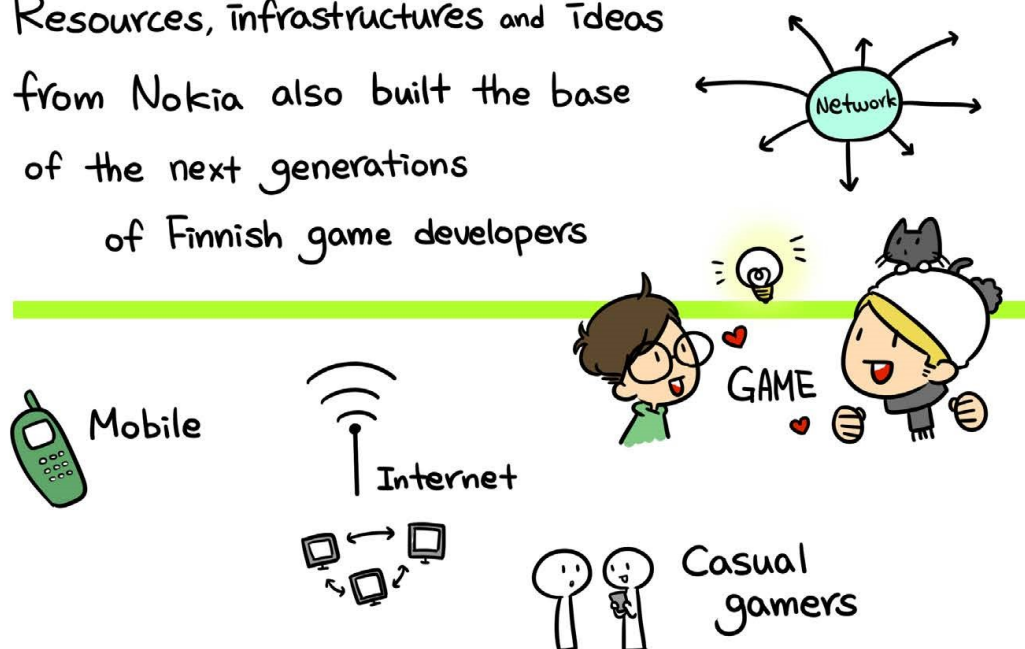 Resources, infrastructures and ideas
from Nokia also built the base
of the next generations
of Finnish game developers
Network
GAME
Mobile
Internet
Casual
gamers